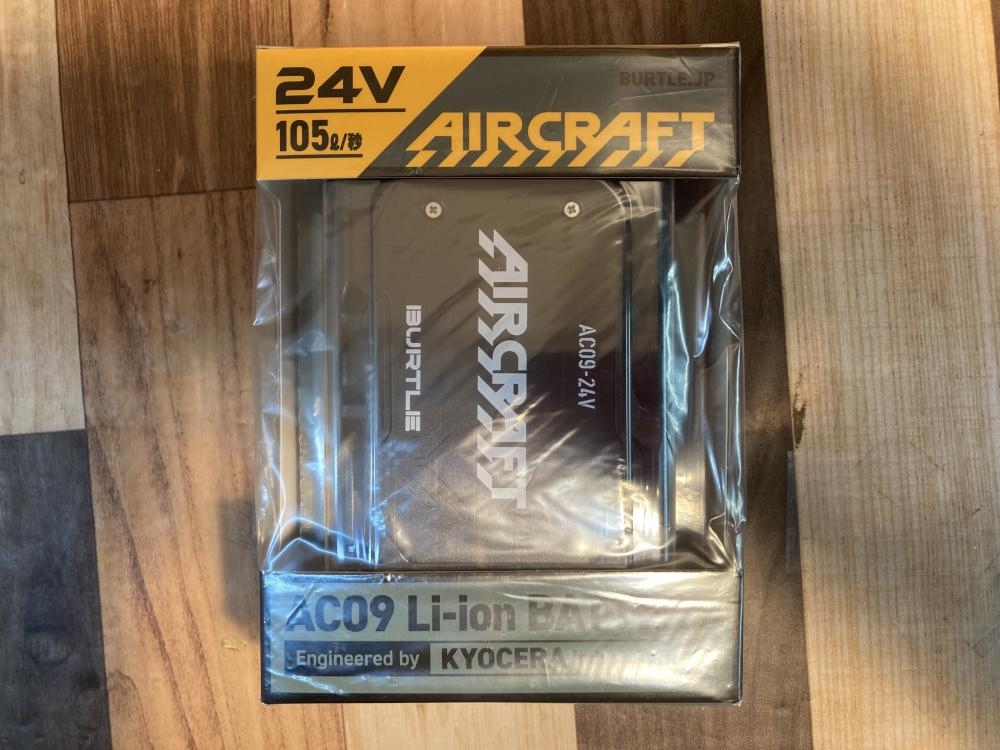 24V
105ℓ/秒
BURTLE.JP
AIRCRAFT
AIRCRAFT
BURTLE
AC09-24V
AC09 Li-ion
Engineered by KYOCERA